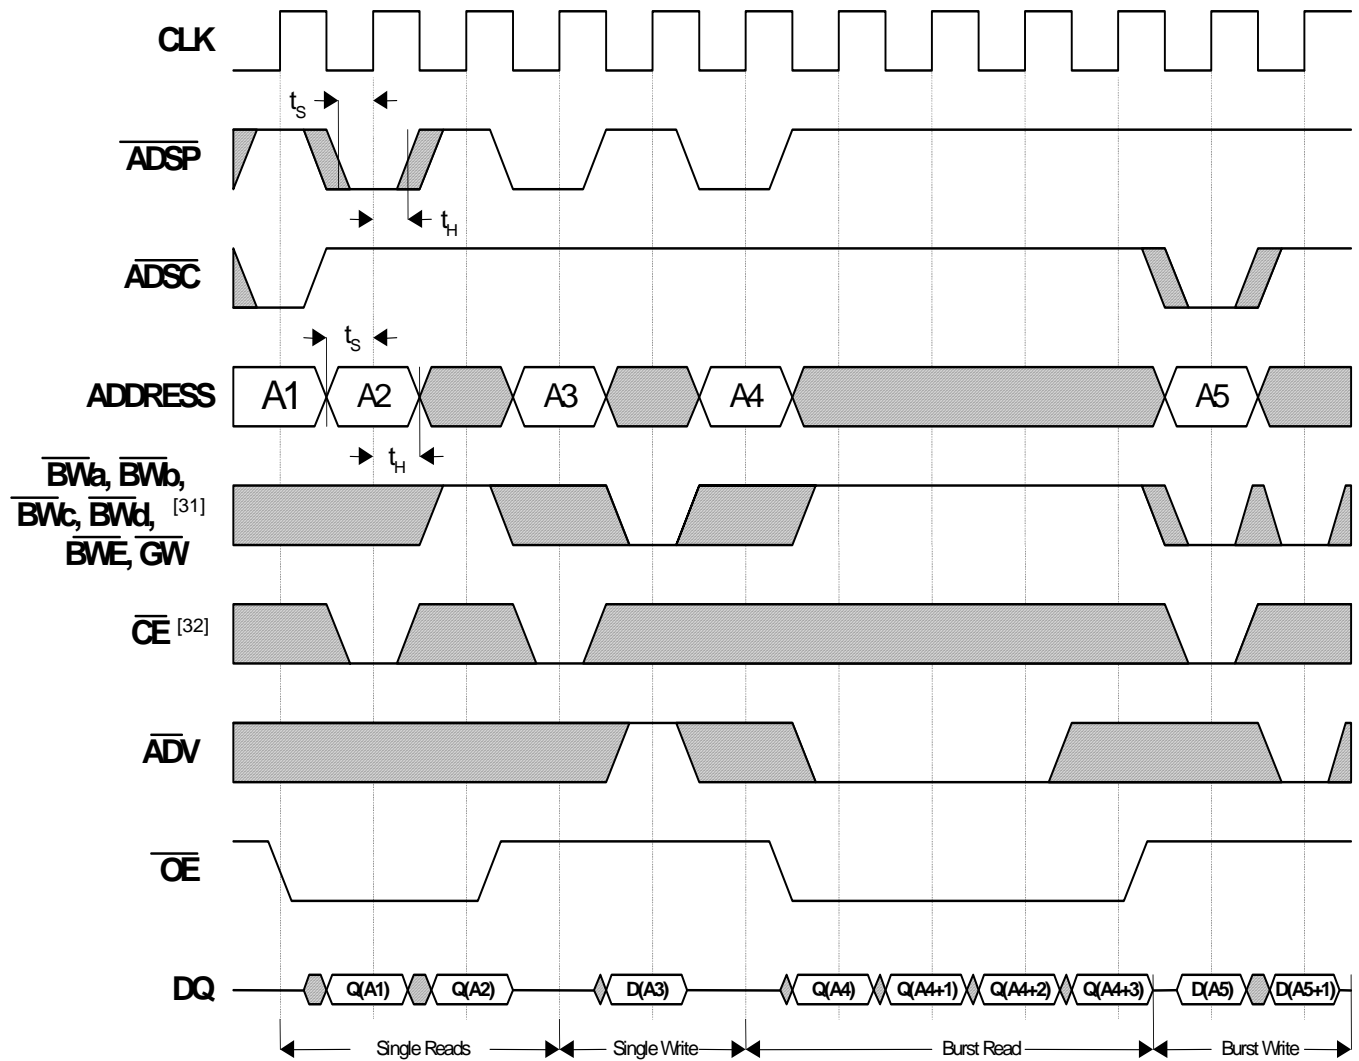 CLK
tS
ADSP
tH
ADSC
tS
ADDRESS A1 A2 A3 A4 A5
tH
BWa, BWb,
BWc, BWd, [31]
BWE, GW
CE [32]
ADV
OE
DQ Q(A1) Q(A2) D(A3) Q(A4) Q(A4+1) Q(A4+2) Q(A4+3) D(A5) D(A5+1)
Single Reads Single Write Burst Read Burst Write